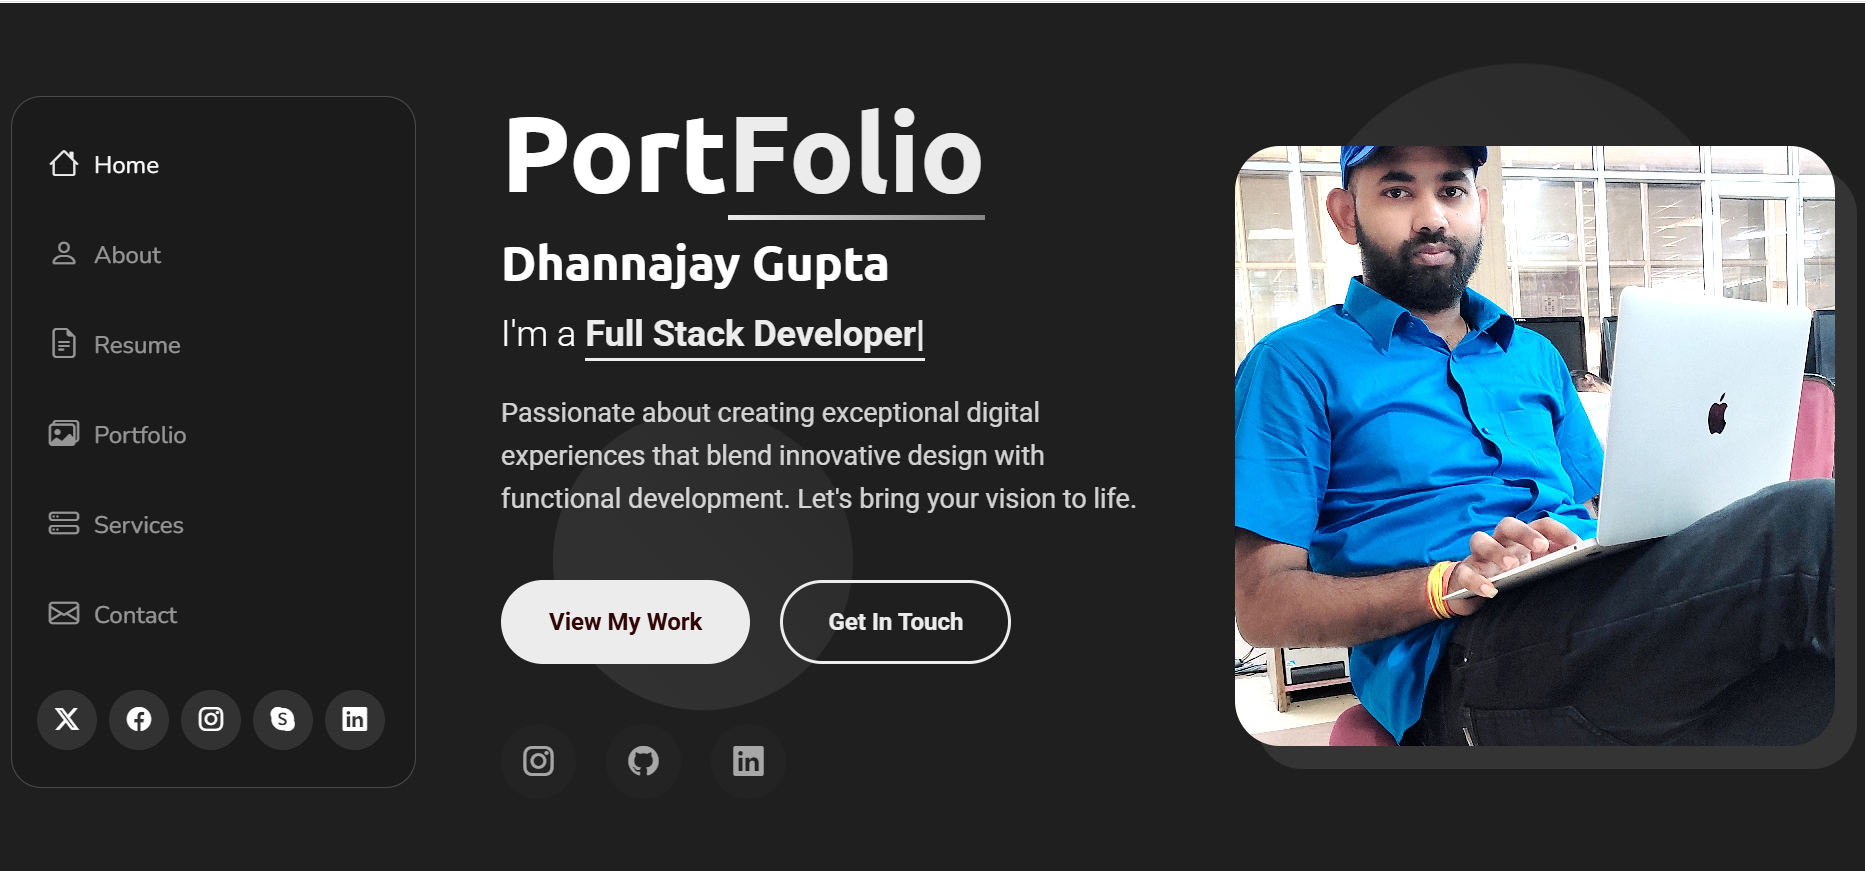 Home
About
Resume
Portfolio
Services
Contact
PortFolio
Dhannajay Gupta
I'm a Full Stack Developer|
Passionate about creating exceptional digital
experiences that blend innovative design with
functional development. Let's bring your vision to life.
View My Work
Get In Touch